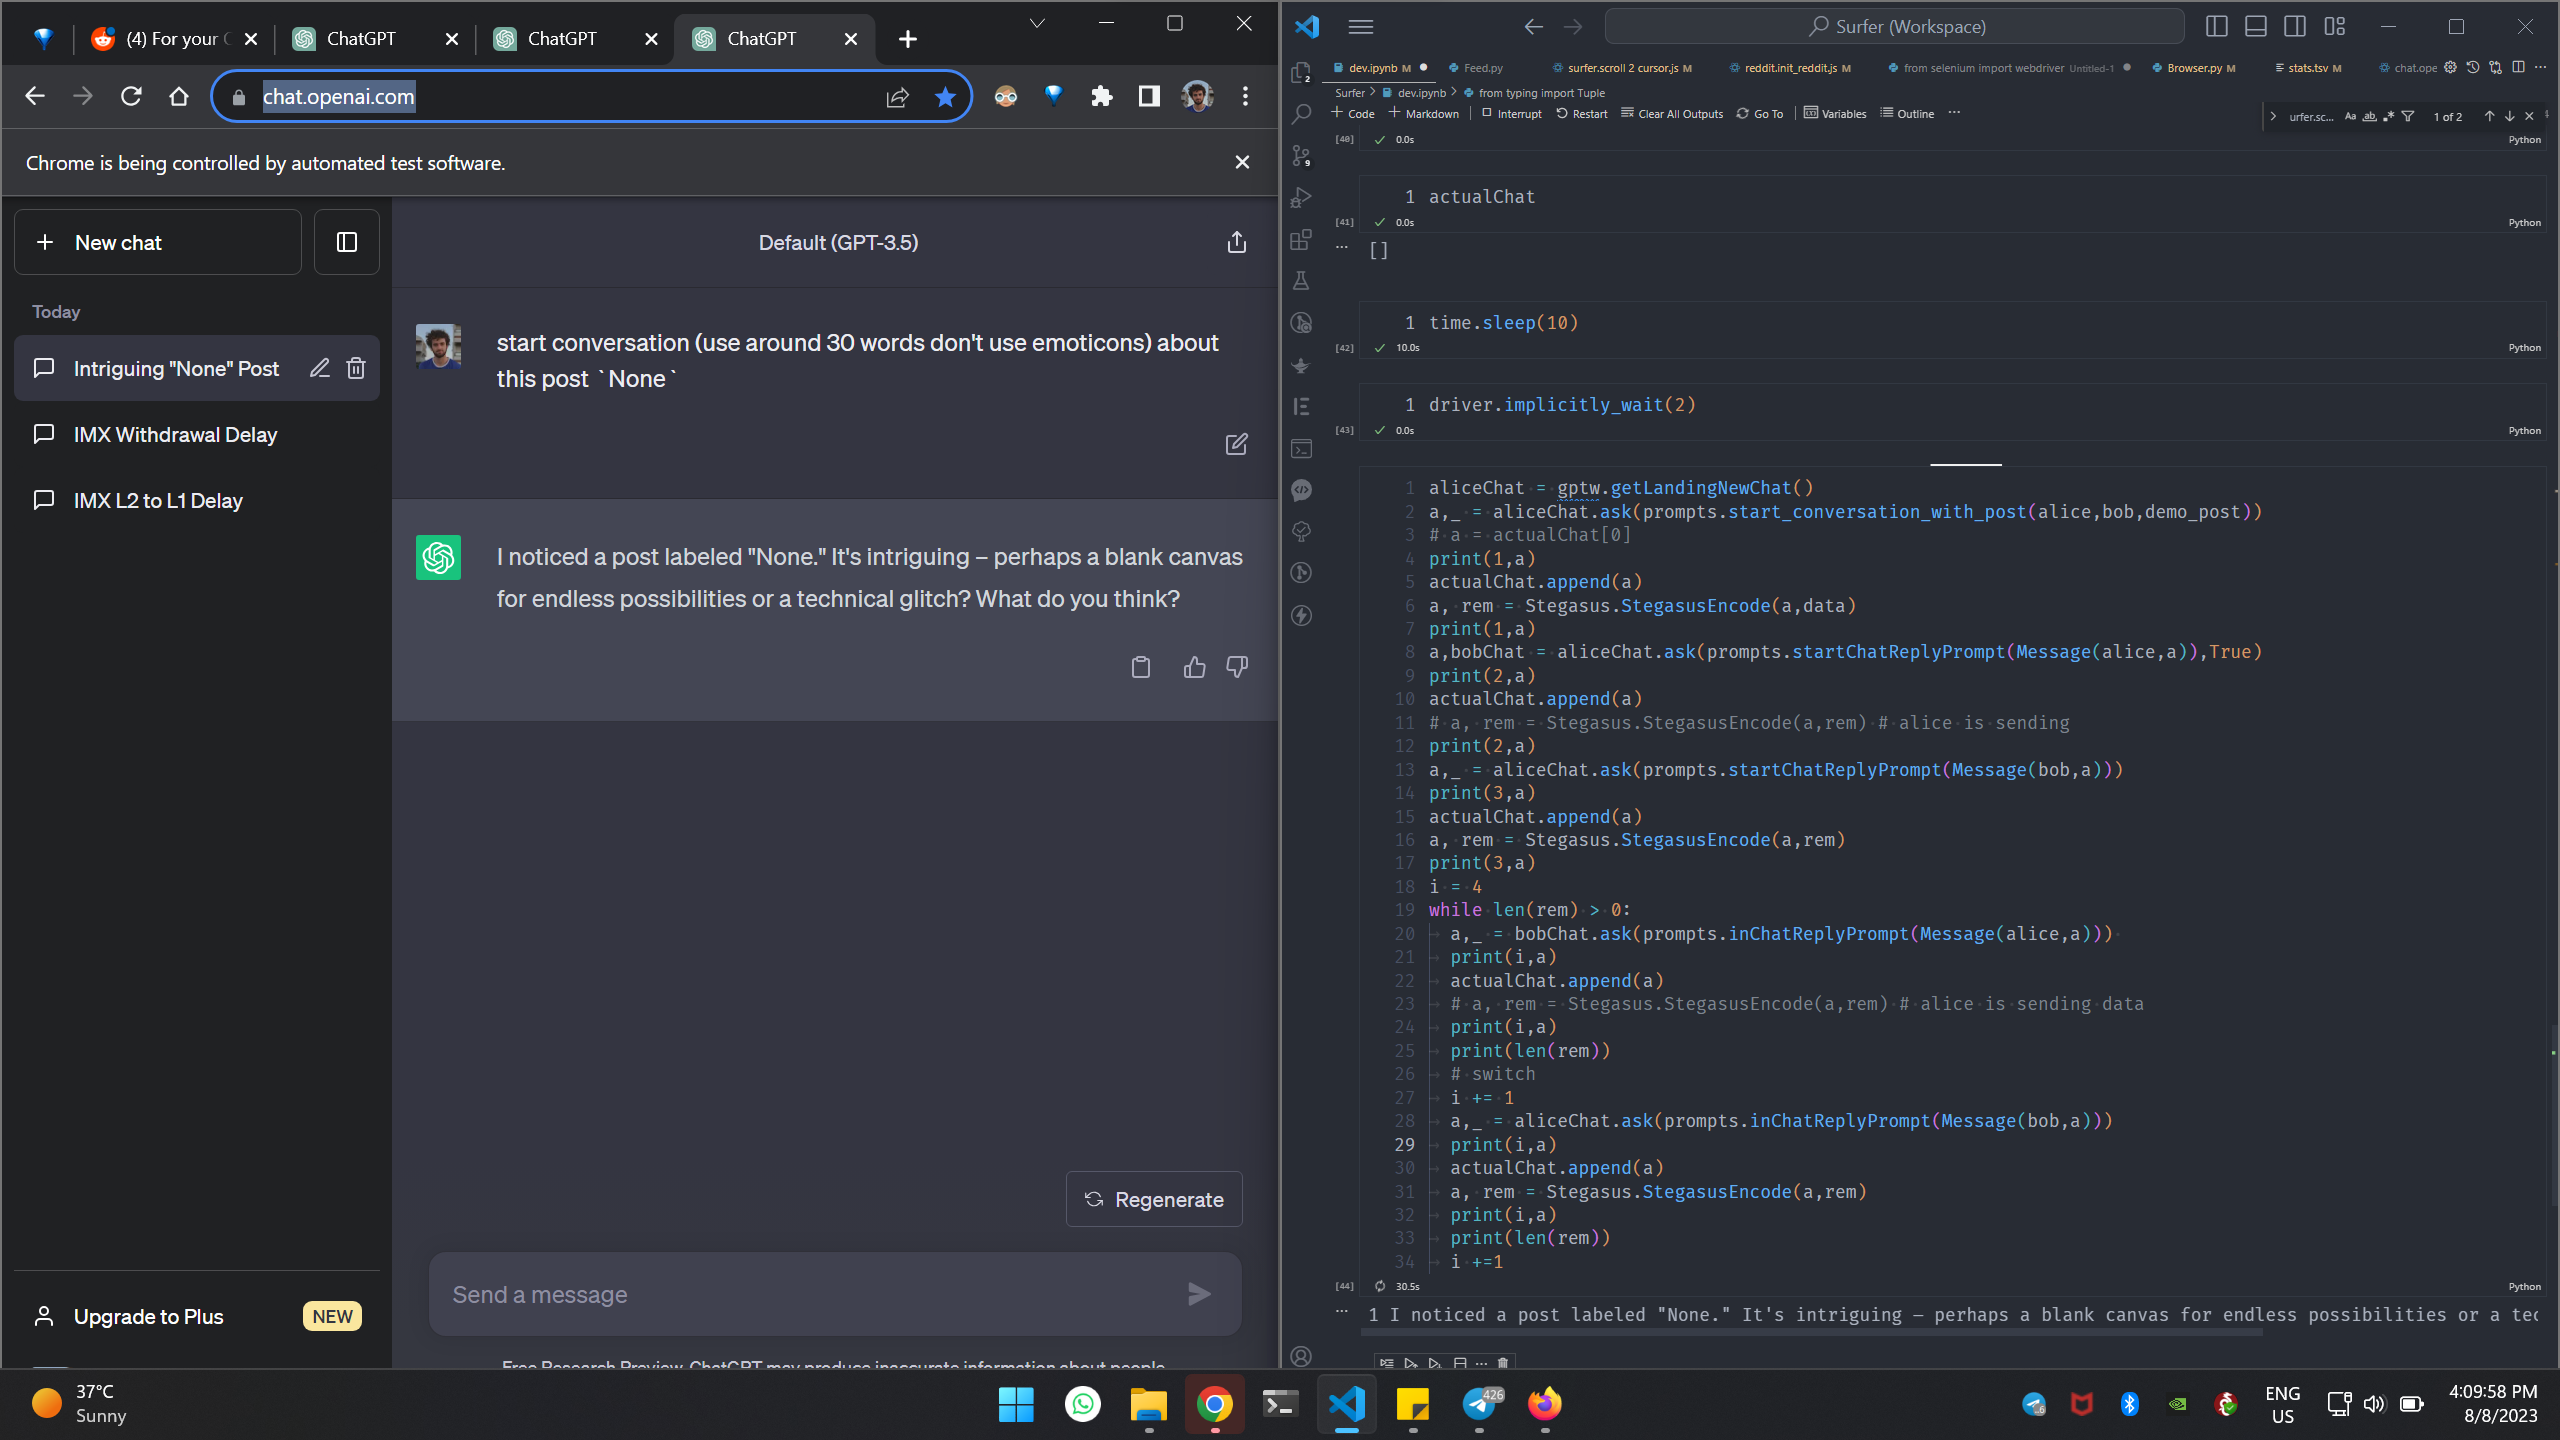 (4) For your C
ChatGPT
ChatGPT
ChatGPT
chat.openai.com
Chrome is being controlled by automated test software.
New chat
Default (GPT-3.5)
Today
Intriguing "None" Post
IMX Withdrawal Delay
IMX L2 to L1 Delay
start conversation (use around 30 words don't use emoticons) about
this post `None`
I noticed a post labeled "None." It's intriguing – perhaps a blank canvas
for endless possibilities or a technical glitch? What do you think?
Regenerate
Send a message
Upgrade to Plus NEW
Free Research Preview. ChatGPT may produce inaccurate information about people,
Surfer (Workspace)
dev.ipynb M Feed.py surfer.scroll 2 cursor.js M reddit.init_reddit.js M from selenium import webdriver Untitled-1 Browser.py M stats.tsv M chat.ope
Surfer > dev.ipynb > from typing import Tuple
+ Code + Markdown Interrupt Restart Clear All Outputs Go To Variables Outline ...
urfer.sc... Aa ab 1 of 2
[40] 0.0s Python
1 actualChat
[41] 0.0s Python
[]
1 time.sleep(10)
[42] 10.0s Python
1 driver.implicitly_wait(2)
[43] 0.0s Python
1 aliceChat = gptw.getLandingNewChat()
2 a,_ = aliceChat.ask(prompts.start_conversation_with_post(alice,bob,demo_post))
3 # a = actualChat[0]
4 print(1,a)
5 actualChat.append(a)
6 a, rem = Stegasus.StegasusEncode(a,data)
7 print(1,a)
8 a,bobChat = aliceChat.ask(prompts.startChatReplyPrompt(Message(alice,a)),True)
9 print(2,a)
10 actualChat.append(a)
11 # a, rem = Stegasus.StegasusEncode(a,rem) # alice is sending
12 print(2,a)
13 a,_ = aliceChat.ask(prompts.startChatReplyPrompt(Message(bob,a)))
14 print(3,a)
15 actualChat.append(a)
16 a, rem = Stegasus.StegasusEncode(a,rem)
17 print(3,a)
18 i = 4
19 while len(rem) > 0:
20 a,_ = bobChat.ask(prompts.inChatReplyPrompt(Message(alice,a)))
21 print(i,a)
22 actualChat.append(a)
23 # a, rem = Stegasus.StegasusEncode(a,rem) # alice is sending data
24 print(i,a)
25 print(len(rem))
26 # switch
27 i += 1
28 a,_ = aliceChat.ask(prompts.inChatReplyPrompt(Message(bob,a)))
29 print(i,a)
30 actualChat.append(a)
31 a, rem = Stegasus.StegasusEncode(a,rem)
32 print(i,a)
33 print(len(rem))
34 i +=1
[44] 30.5s Python
1 I noticed a post labeled "None." It's intriguing – perhaps a blank canvas for endless possibilities or a tec
37°C
Sunny
426
ENG
US
4:09:58 PM
8/8/2023